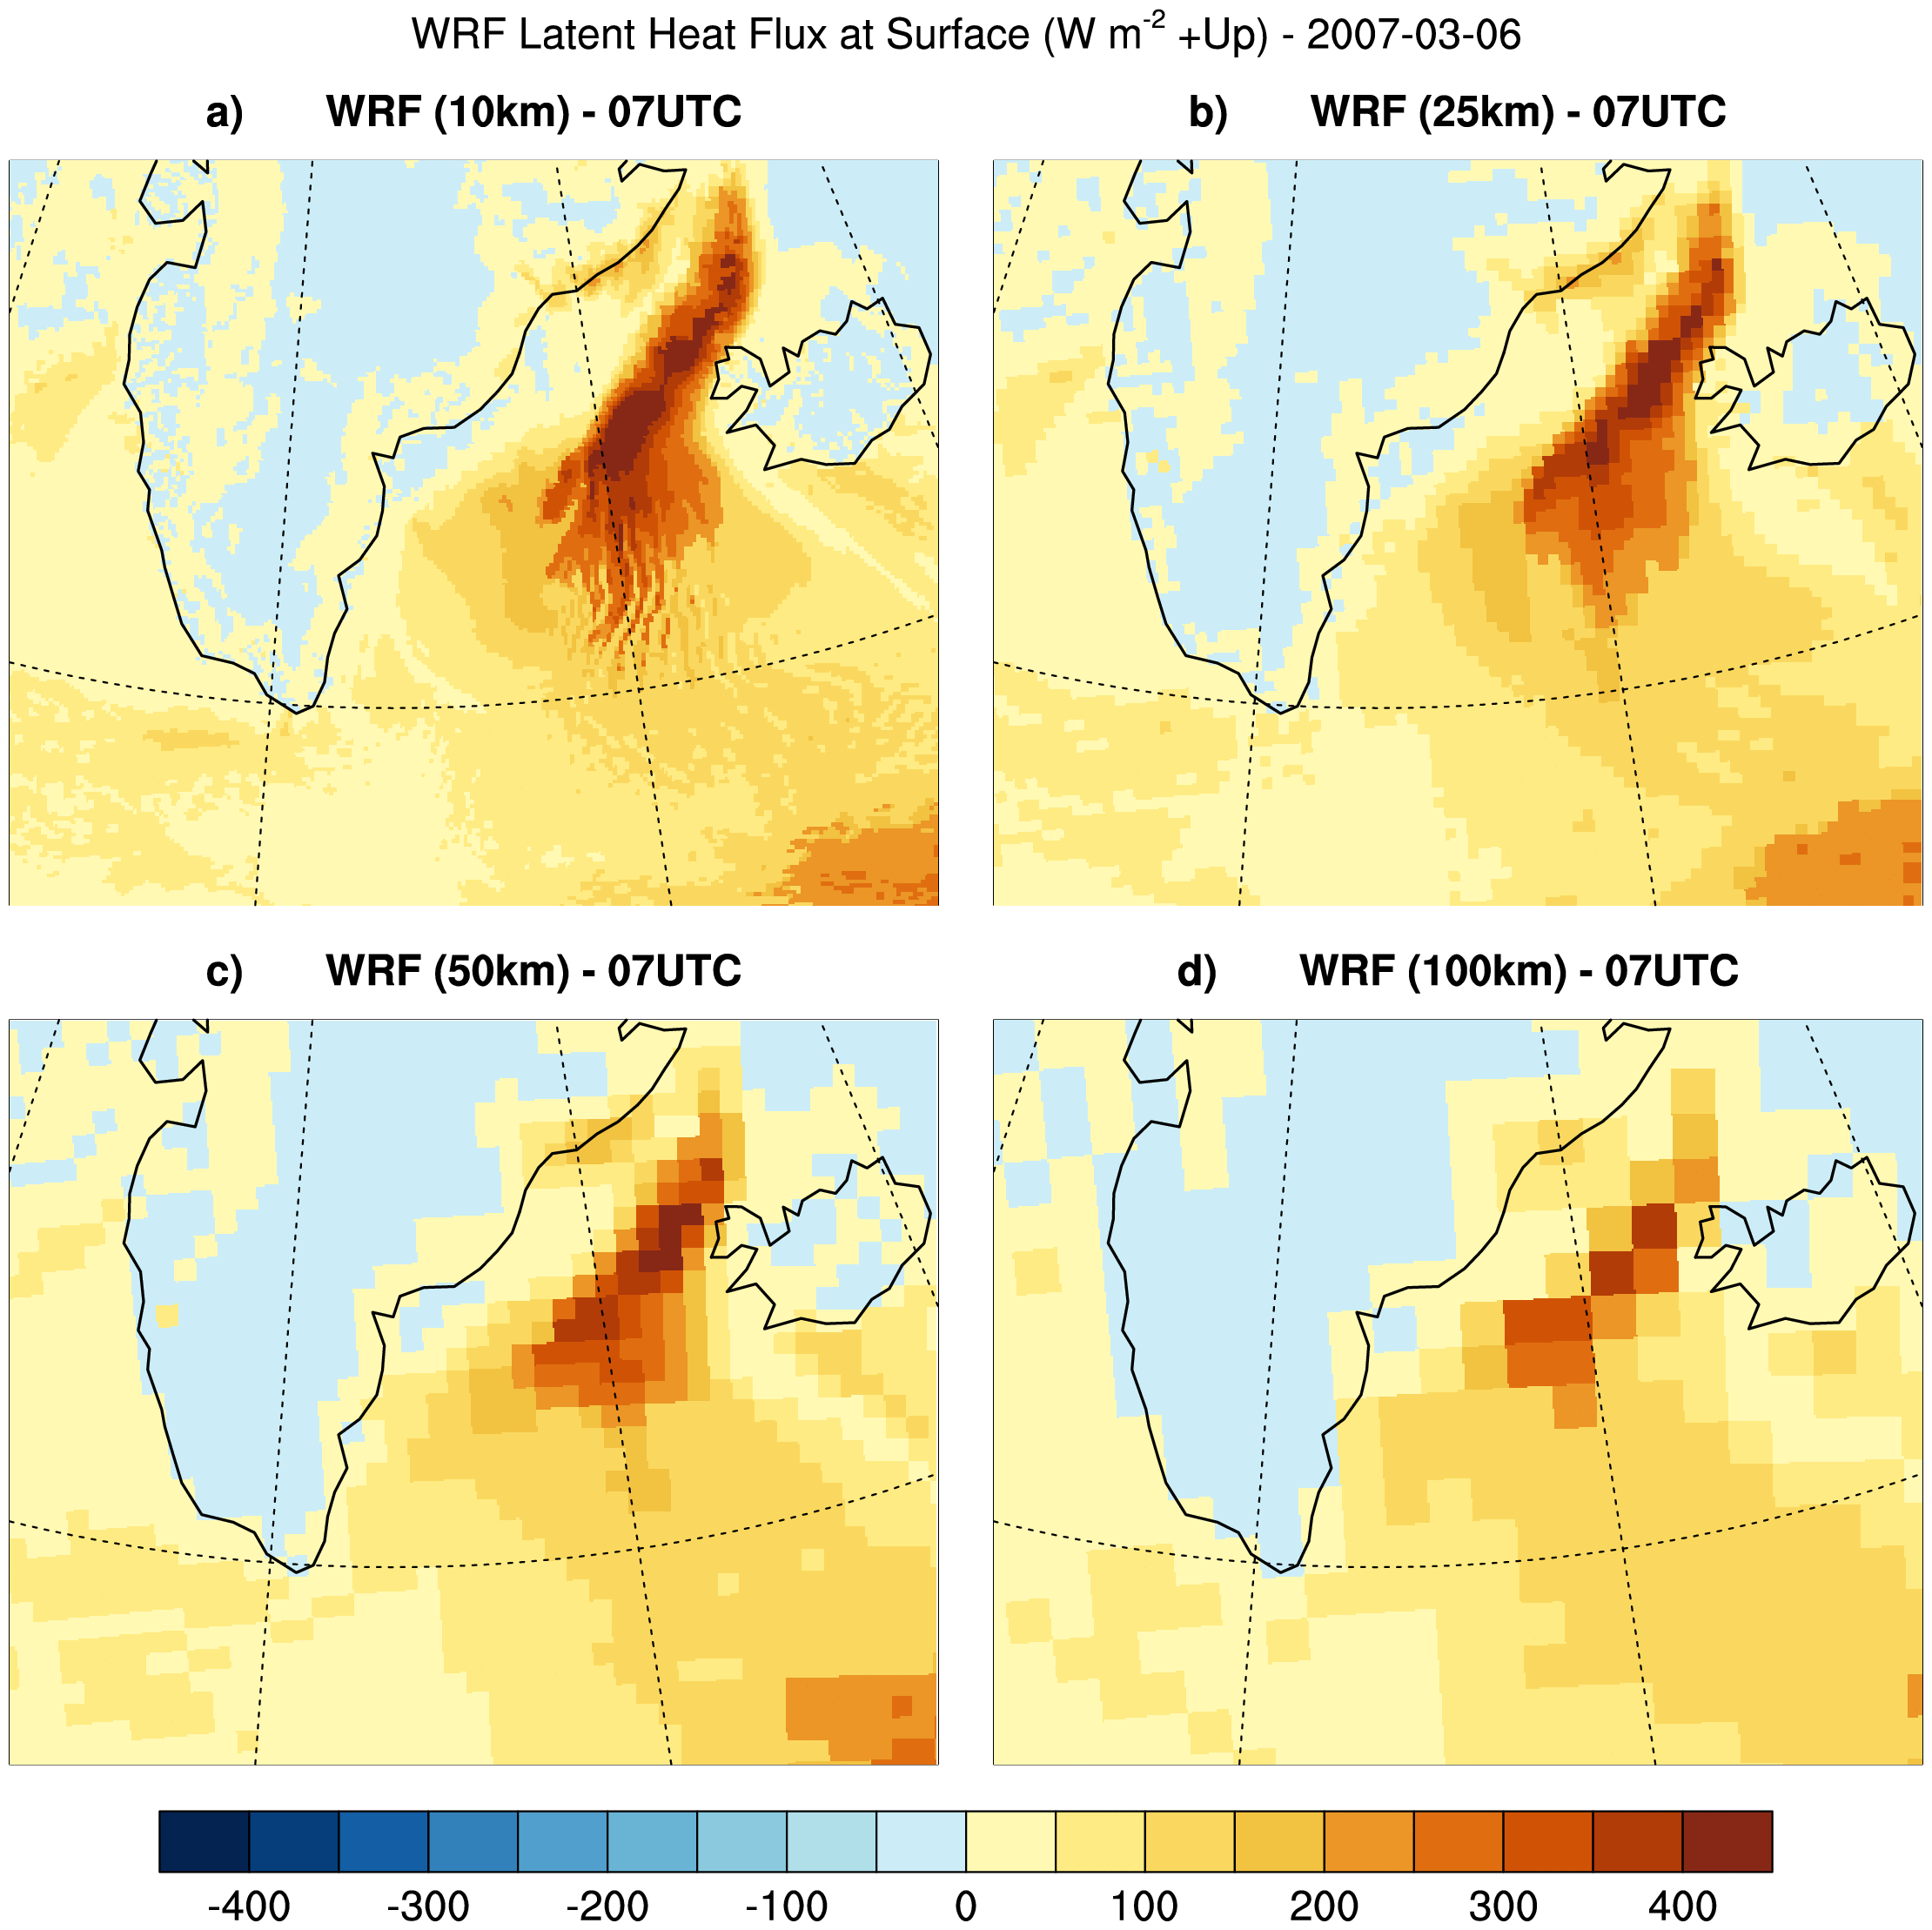 WRF Latent Heat Flux at Surface (W m-2 +Up) - 2007-03-06
a) WRF (10km) - 07UTC
b) WRF (25km) - 07UTC
c) WRF (50km) - 07UTC
d) WRF (100km) - 07UTC
-400 -300 -200 -100 0 100 200 300 400